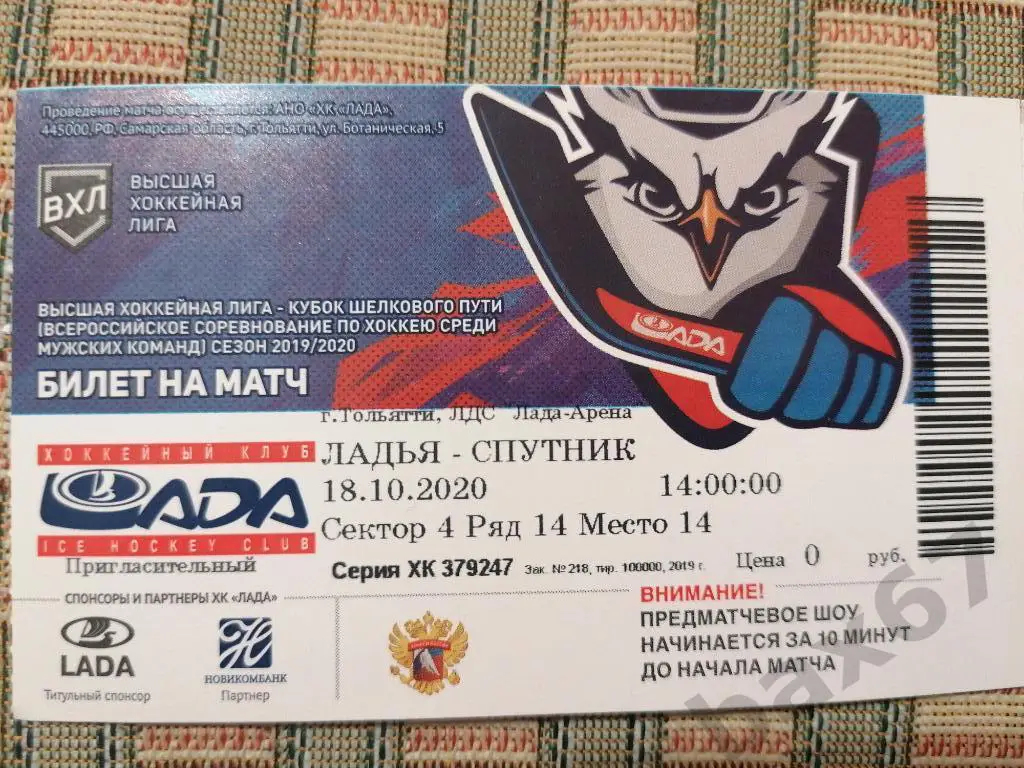 Проведение матча осуществляется: АНО «ХК «ЛАДА»,
445000, РФ, Самарская область, г. Тольятти, ул. Ботаническая, 5
ВХЛ
ВЫСШАЯ
ХОККЕЙНАЯ
ЛИГА
ВЫСШАЯ ХОККЕЙНАЯ ЛИГА - КУБОК ШЕЛКОВОГО ПУТИ
(ВСЕРОССИЙСКОЕ СОРЕВНОВАНИЕ ПО ХОККЕЮ СРЕДИ
МУЖСКИХ КОМАНД) СЕЗОН 2019/2020
БИЛЕТ НА МАТЧ
LADA
г.Тольятти, ЛДС "Лада-Арена
ХОККЕЙНЫЙ КЛУБ
LADA
ICE HOCKEY CLUB
ЛАДЬЯ - СПУТНИК
18.10.2020 14:00:00
Сектор 4 Ряд 14 Место 14
Пригласительный
Серия ХК 379247 Зак. № 218, тир. 100000, 2019 г.
Цена 0 руб.
СПОНСОРЫ И ПАРТНЕРЫ ХК «ЛАДА»
LADA
Титульный спонсор
НОВИКОМБАНК
Партнер
ВНИМАНИЕ!
ПРЕДМАТЧЕВОЕ ШОУ
НАЧИНАЕТСЯ ЗА 10 МИНУТ
ДО НАЧАЛА МАТЧА